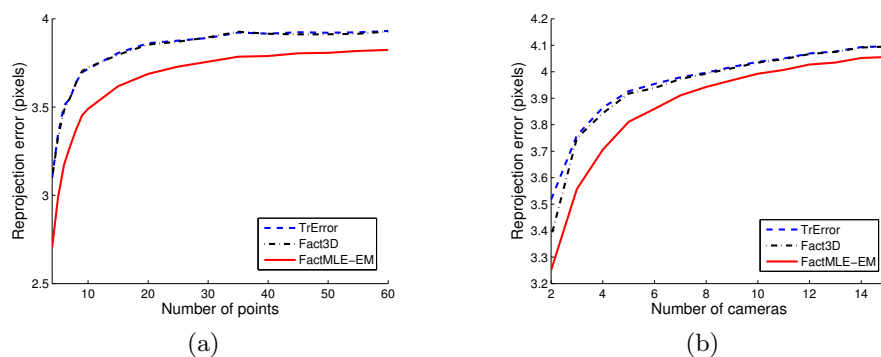 4
3.5
3
2.5
10 20 30 40 50 60
Reprojection error (pixels)
Number of points
TrError
Fact3D
FactMLE−EM
(a)
4.2
4.1
4
3.9
3.8
3.7
3.6
3.5
3.4
3.3
3.2
2 4 6 8 10 12 14
Reprojection error (pixels)
Number of cameras
TrError
Fact3D
FactMLE−EM
(b)